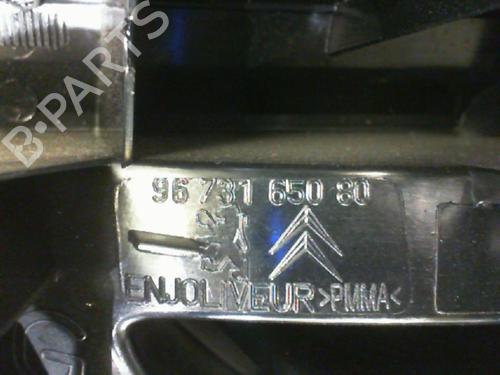 B-PARTS
96 731 650 80
ENJOLIVEUR >PMMA<